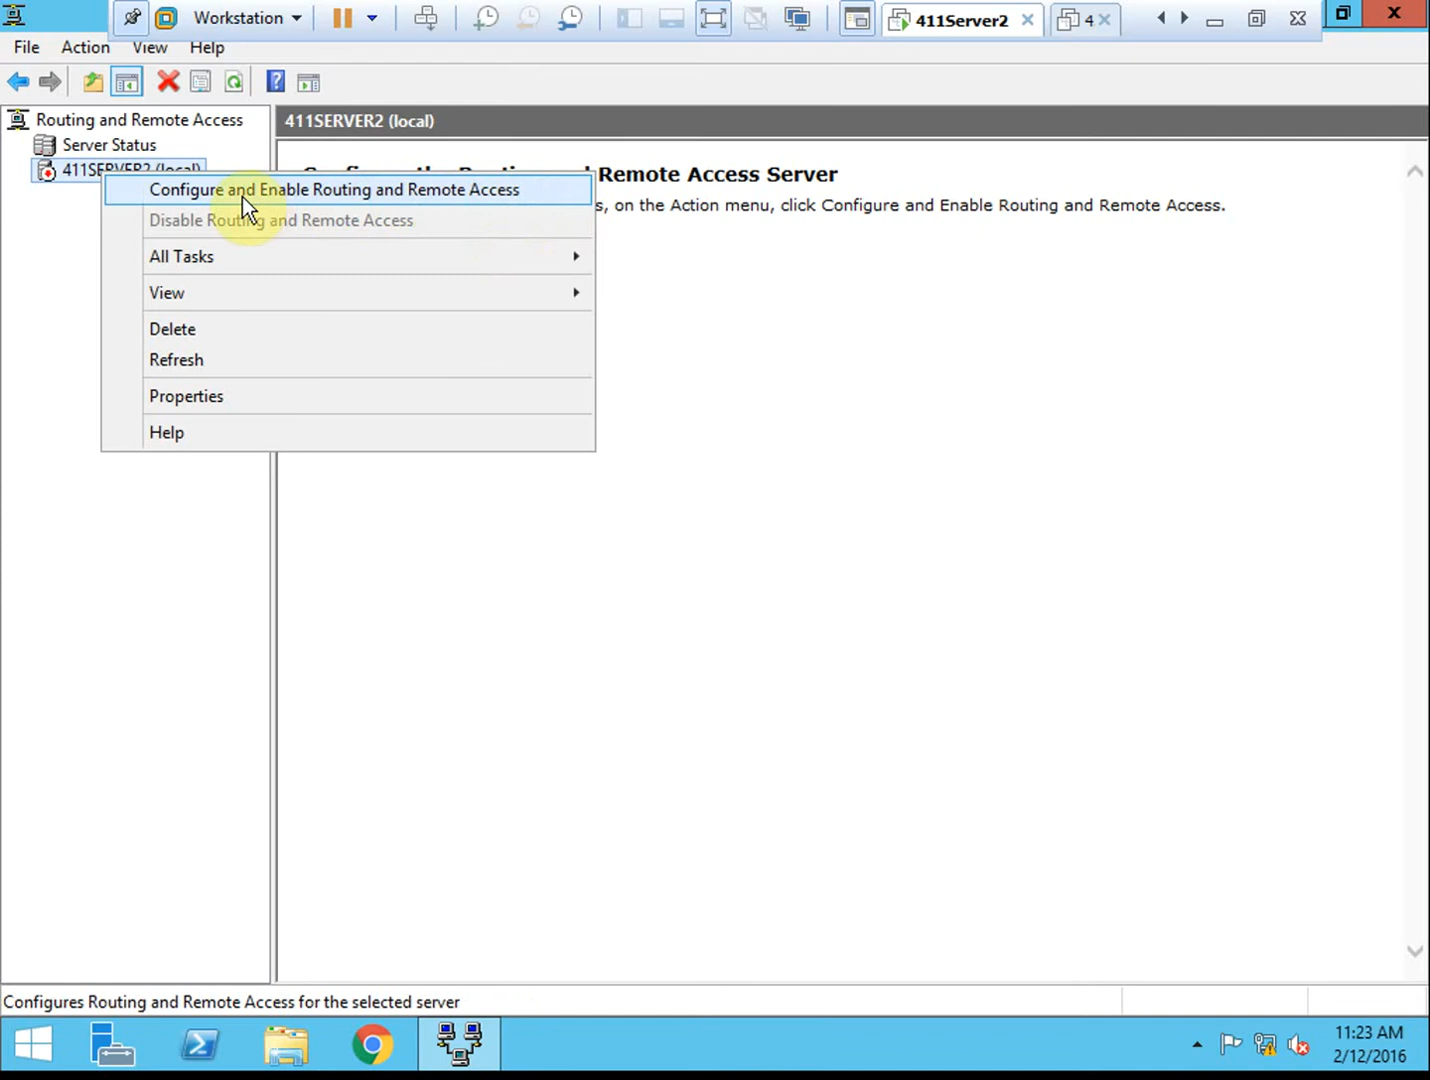 Workstation
411Server2
4
File Action View Help
Routing and Remote Access
Server Status
411SERVER2 (local)
411SERVER2 (local)
Remote Access Server
s, on the Action menu, click Configure and Enable Routing and Remote Access.
Configure and Enable Routing and Remote Access
Disable Routing and Remote Access
All Tasks
View
Delete
Refresh
Properties
Help
Configures Routing and Remote Access for the selected server
11:23 AM
2/12/2016